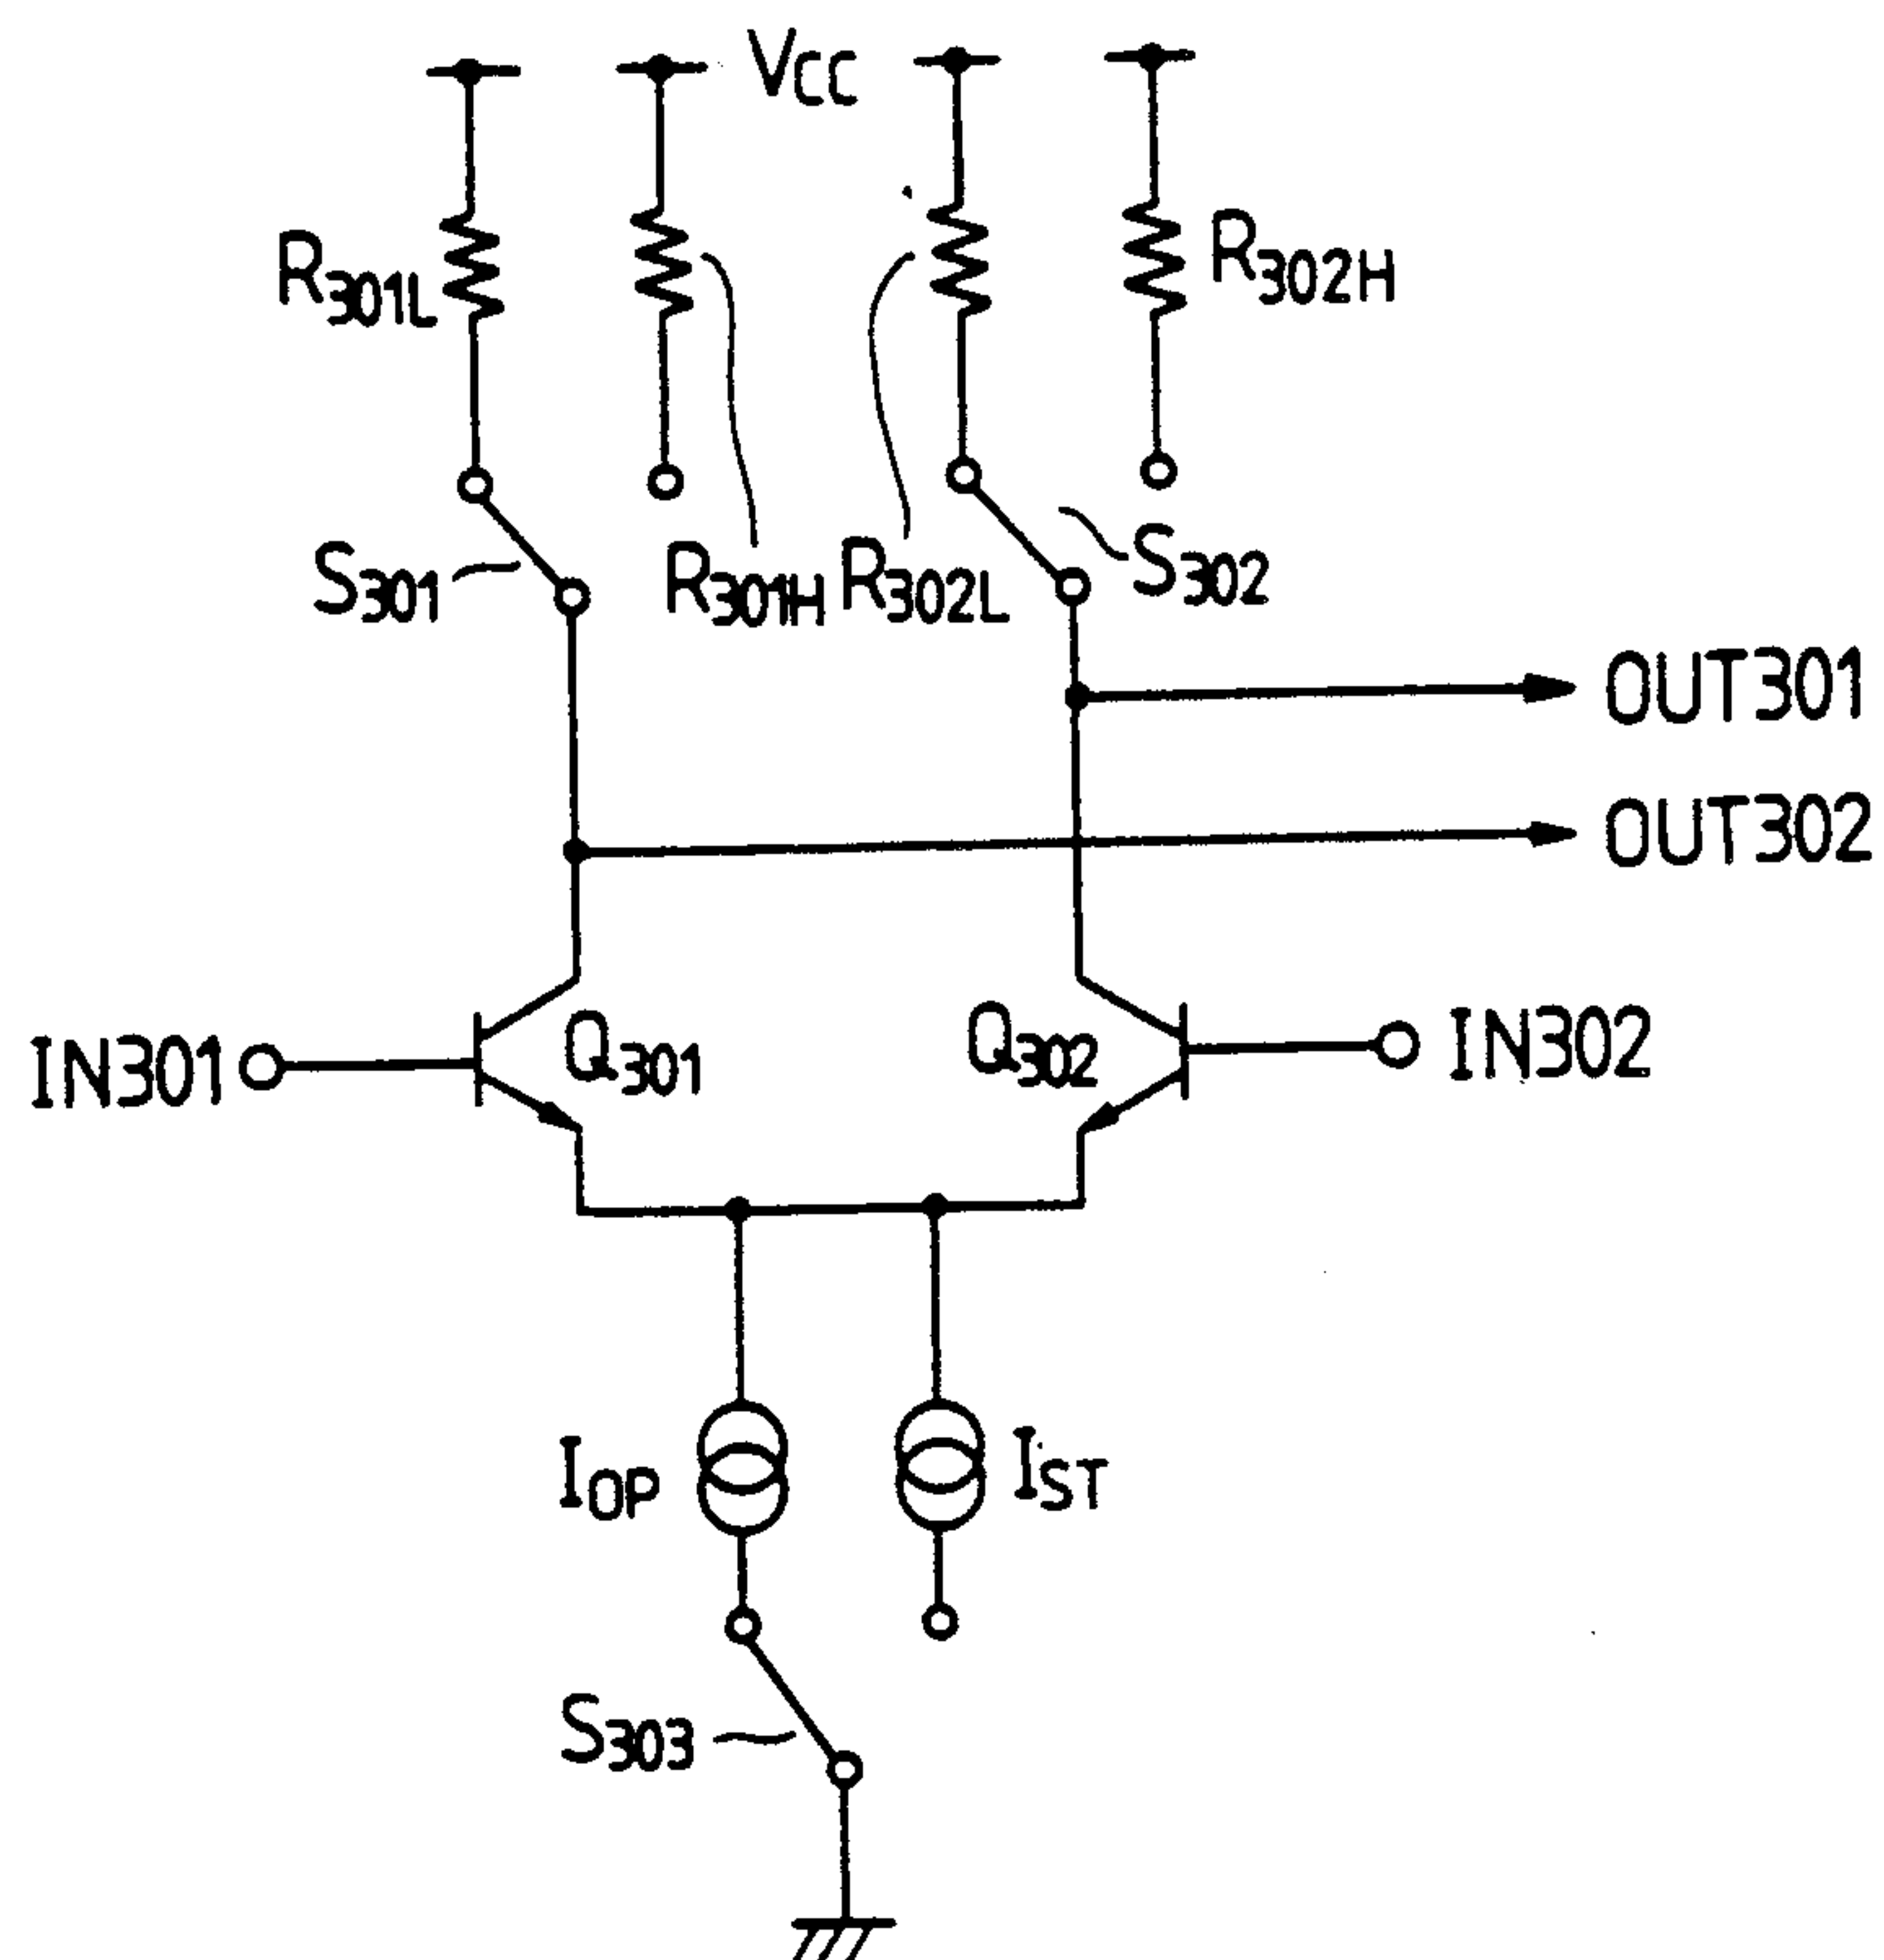 VCC
R301L
R302H
S301
R301H
R302L
S302
OUT301
OUT302
IN301
Q301
Q302
IN302
IOP
IST
S303